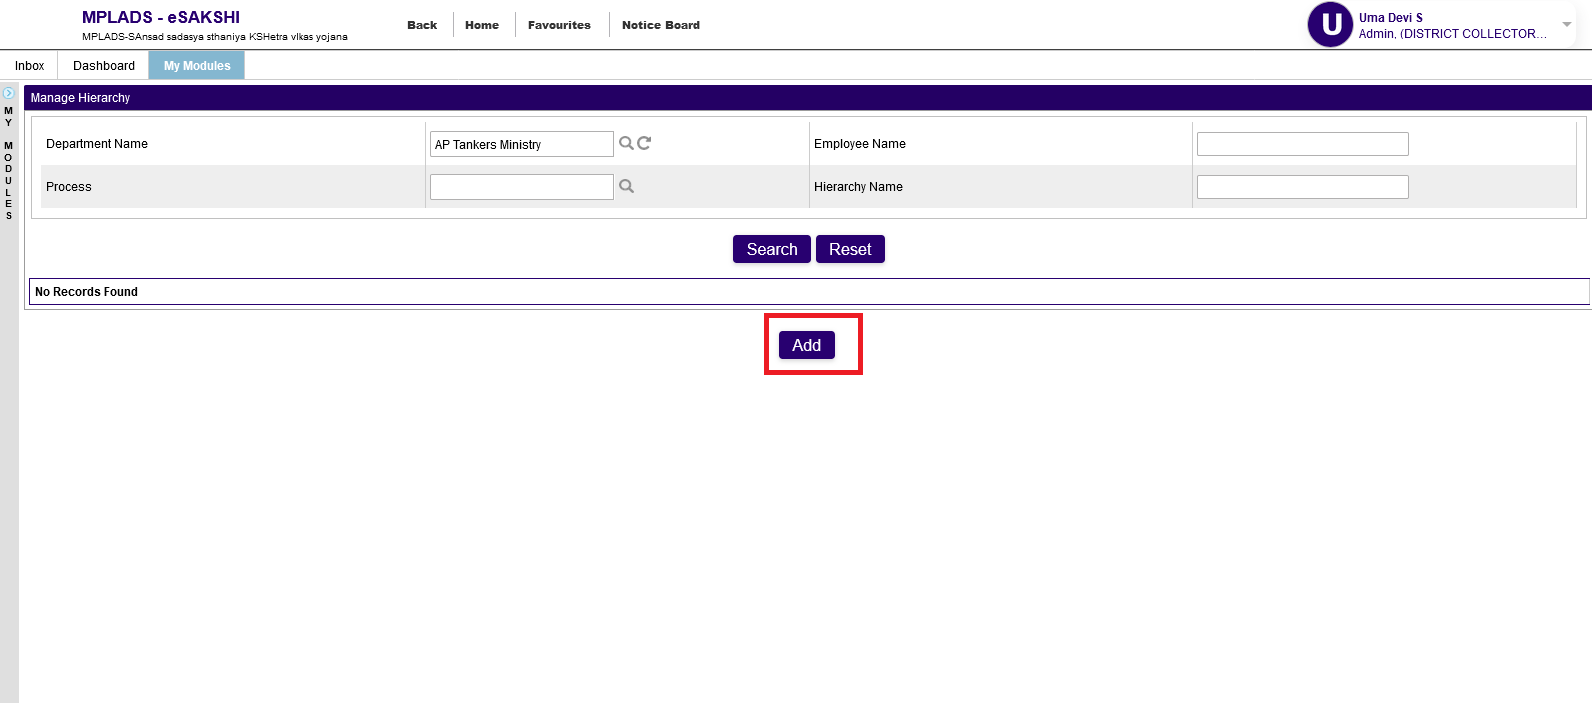 MPLADS - eSAKSHI
MPLADS-SAnsad sadasya sthaniya KSHetra vIkas yojana
Back Home Favourites Notice Board
U
Uma Devi S
Admin, (DISTRICT COLLECTOR...
Inbox Dashboard My Modules
MY MODULES
Manage Hierarchy
Department Name AP Tankers Ministry Employee Name
Process Hierarchy Name
Search Reset
No Records Found
Add